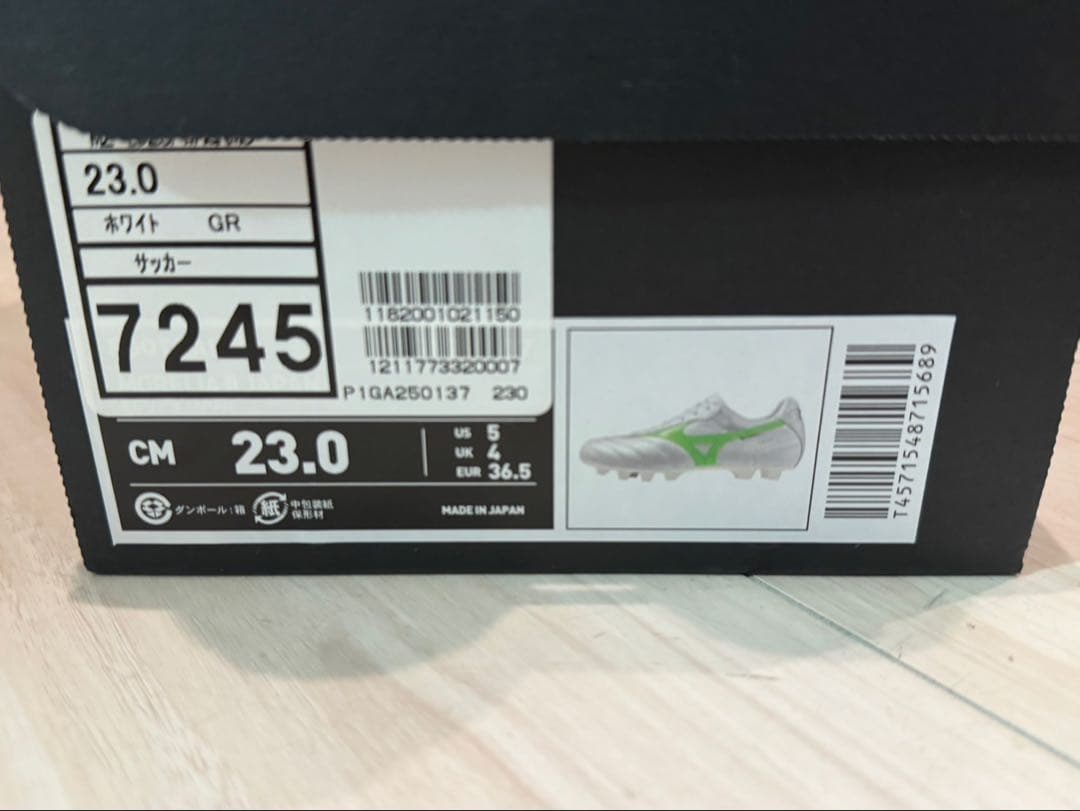 23.0
ホワイト GR
サッカー
7245
1182001021150
1211773320007
P1GA250137 230
CM 23.0
US 5
UK 4
EUR 36.5
ダンボール:箱
紙
中包装紙
保形材
MADE IN JAPAN
T4571548715689